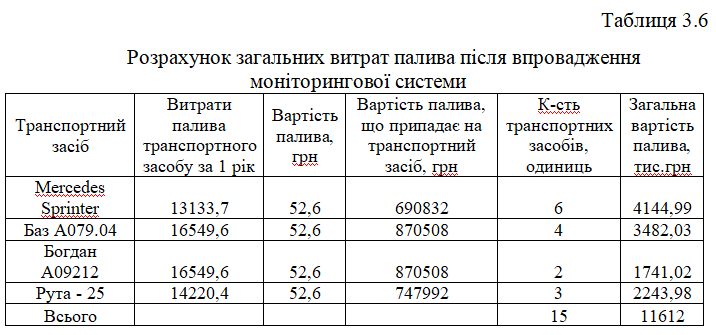 Таблиця 3.6
Розрахунок загальних витрат палива після впровадження
моніторингової системи
Транспортний засіб | Витрати палива транспортного засобу за 1 рік | Вартість палива, грн | Вартість палива, що припадає на транспортний засіб, грн | К-сть транспортних засобів, одиниць | Загальна вартість палива, тис.грн
Mercedes Sprinter | 13133,7 | 52,6 | 690832 | 6 | 4144,99
Баз А079.04 | 16549,6 | 52,6 | 870508 | 4 | 3482,03
Богдан А09212 | 16549,6 | 52,6 | 870508 | 2 | 1741,02
Рута - 25 | 14220,4 | 52,6 | 747992 | 3 | 2243,98
Всього | | | | 15 | 11612